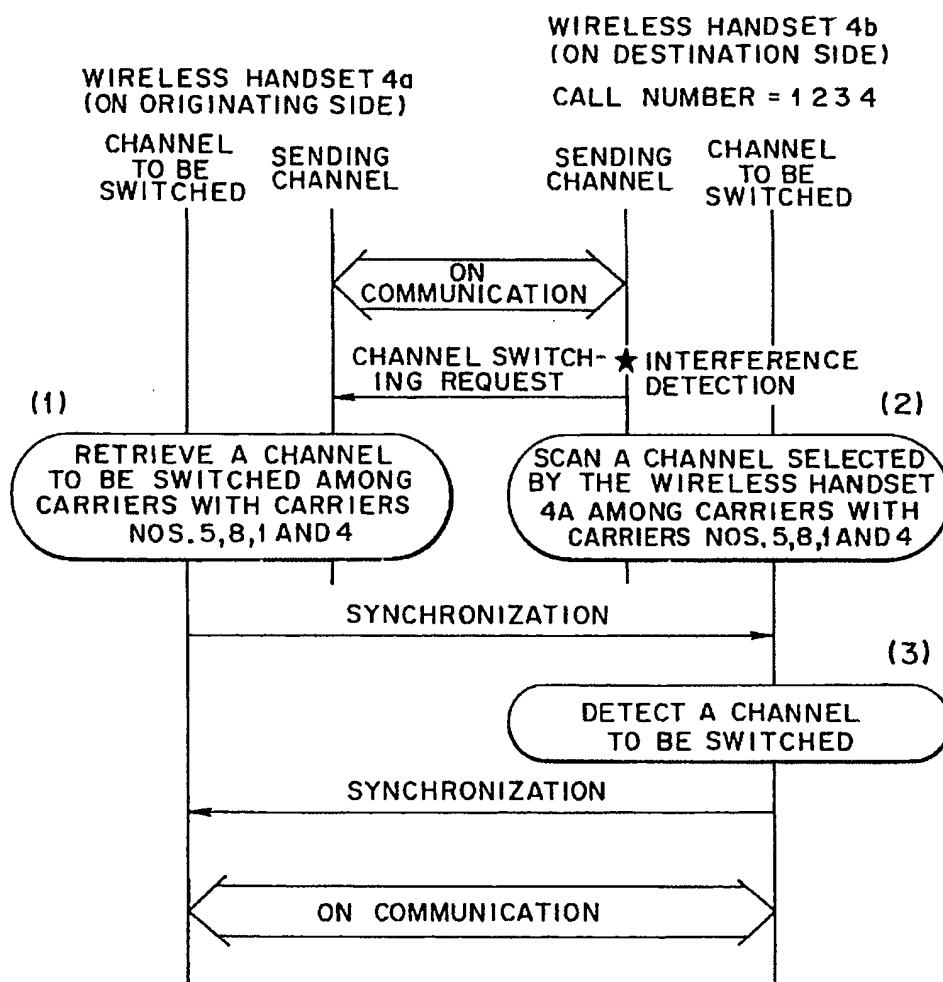 WIRELESS HANDSET 4b
(ON DESTINATION SIDE)
WIRELESS HANDSET 4a
(ON ORIGINATING SIDE)
CALL NUMBER = 1 2 3 4
CHANNEL
TO BE
SWITCHED
SENDING
CHANNEL
SENDING
CHANNEL
CHANNEL
TO BE
SWITCHED
ON
COMMUNICATION
CHANNEL SWITCH-
ING REQUEST
★ INTERFERENCE
DETECTION
(1)
(2)
RETRIEVE A CHANNEL
TO BE SWITCHED AMONG
CARRIERS WITH CARRIERS
NOS. 5,8,1 AND 4
SCAN A CHANNEL SELECTED
BY THE WIRELESS HANDSET
4A AMONG CARRIERS WITH
CARRIERS NOS. 5,8,1 AND 4
SYNCHRONIZATION
(3)
DETECT A CHANNEL
TO BE SWITCHED
SYNCHRONIZATION
ON COMMUNICATION